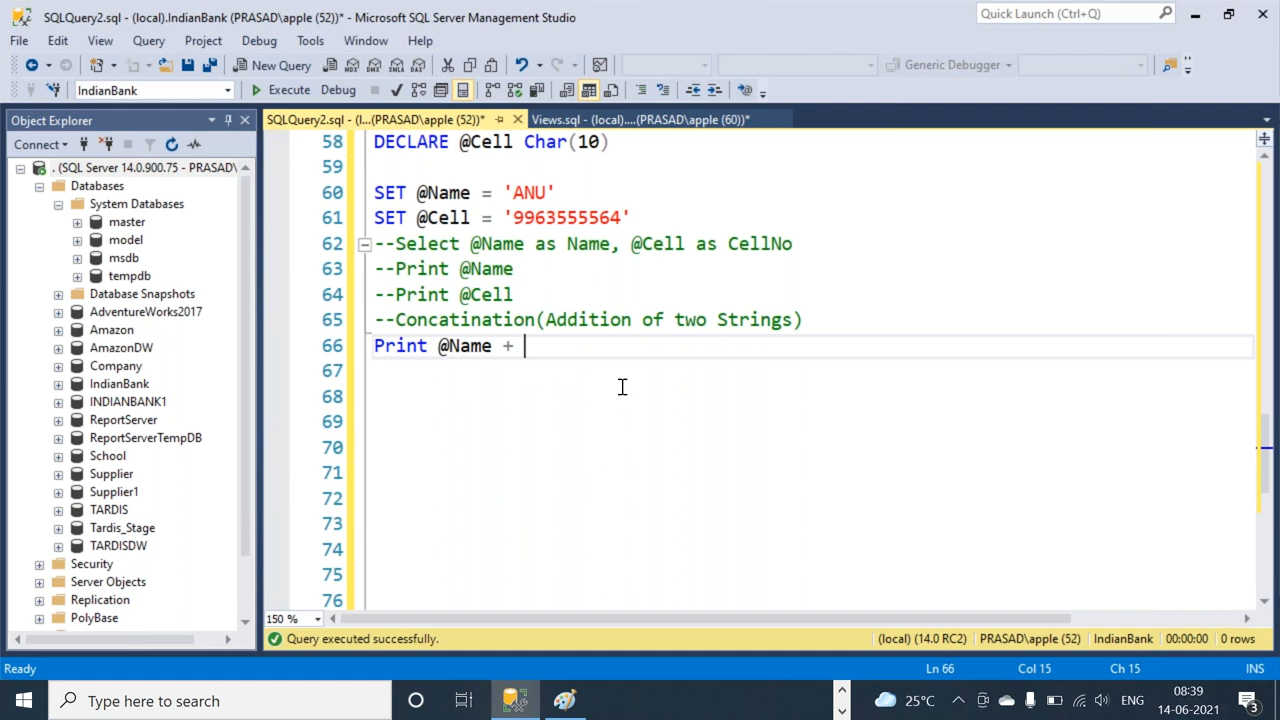 SQLQuery2.sql - (local).IndianBank (PRASAD\apple (52))* - Microsoft SQL Server Management Studio
Quick Launch (Ctrl+Q)
File Edit View Query Project Debug Tools Window Help
New Query
Generic Debugger
IndianBank
Execute Debug
Object Explorer
SQLQuery2.sql - (l...(PRASAD\apple (52))*
Views.sql - (local)....(PRASAD\apple (60))*
Connect
. (SQL Server 14.0.900.75 - PRASAD\
Databases
System Databases
master
model
msdb
tempdb
Database Snapshots
AdventureWorks2017
Amazon
AmazonDW
Company
IndianBank
INDIANBANK1
ReportServer
ReportServerTempDB
School
Supplier
Supplier1
TARDIS
Tardis_Stage
TARDISDW
Security
Server Objects
Replication
PolyBase
58 DECLARE @Cell Char(10)
59
60 SET @Name = 'ANU'
61 SET @Cell = '9963555564'
62 --Select @Name as Name, @Cell as CellNo
63 --Print @Name
64 --Print @Cell
65 --Concatination(Addition of two Strings)
66 Print @Name +
67
68
69
70
71
72
73
74
75
76
150 %
Query executed successfully.
(local) (14.0 RC2) PRASAD\apple (52) IndianBank 00:00:00 0 rows
Ready
Ln 66 Col 15 Ch 15 INS
Type here to search
25°C
ENG
08:39
14-06-2021
3